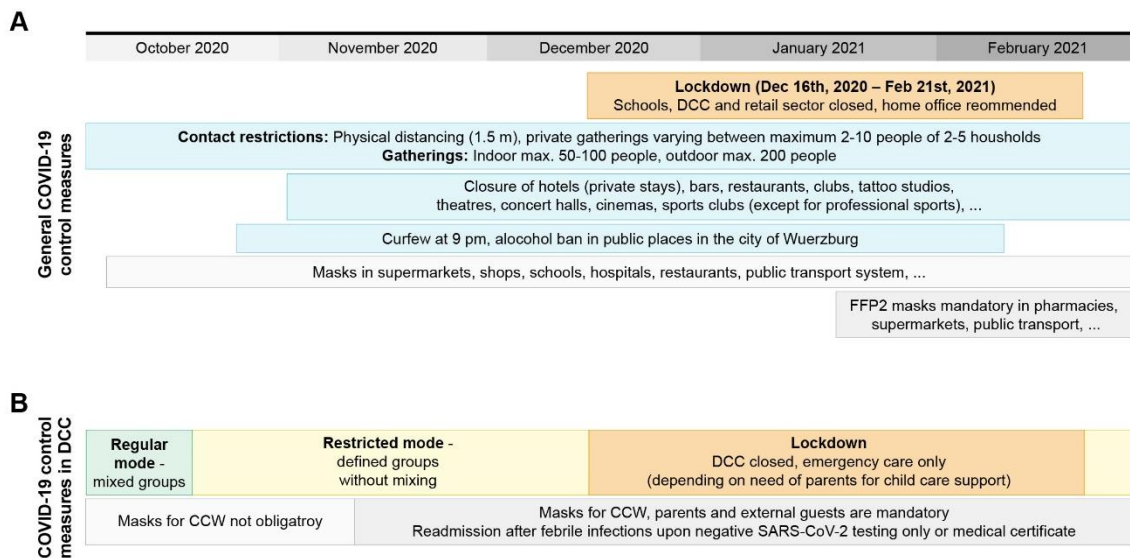 A
October 2020 November 2020 December 2020 January 2021 February 2021
General COVID-19
control measures
Lockdown (Dec 16th, 2020 – Feb 21st, 2021)
Schools, DCC and retail sector closed, home office reommended
Contact restrictions: Physical distancing (1.5 m), private gatherings varying between maximum 2-10 people of 2-5 housholds
Gatherings: Indoor max. 50-100 people, outdoor max. 200 people
Closure of hotels (private stays), bars, restaurants, clubs, tattoo studios,
theatres, concert halls, cinemas, sports clubs (except for professional sports), ...
Curfew at 9 pm, alocohol ban in public places in the city of Wuerzburg
Masks in supermarkets, shops, schools, hospitals, restaurants, public transport system, ...
FFP2 masks mandatory in pharmacies,
supermarkets, public transport, ...
B
COVID-19 control
measures in DCC
Regular
mode -
mixed groups
Restricted mode -
defined groups
without mixing
Lockdown
DCC closed, emergency care only
(depending on need of parents for child care support)
Masks for CCW not obligatroy
Masks for CCW, parents and external guests are mandatory
Readmission after febrile infections upon negative SARS-CoV-2 testing only or medical certificate